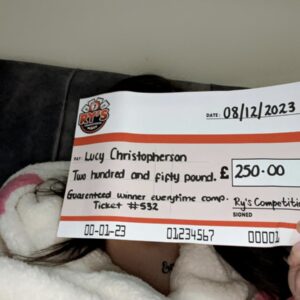 RY'S
DATE: 08/12/2023
PAY: Lucy Christopherson
Two hundred and fifty pound. £ 250.00
Guarenteed winner everytime comp.
Ticket #532
Ry's Competitio
SIGNED
00-01-23 01234567 00001